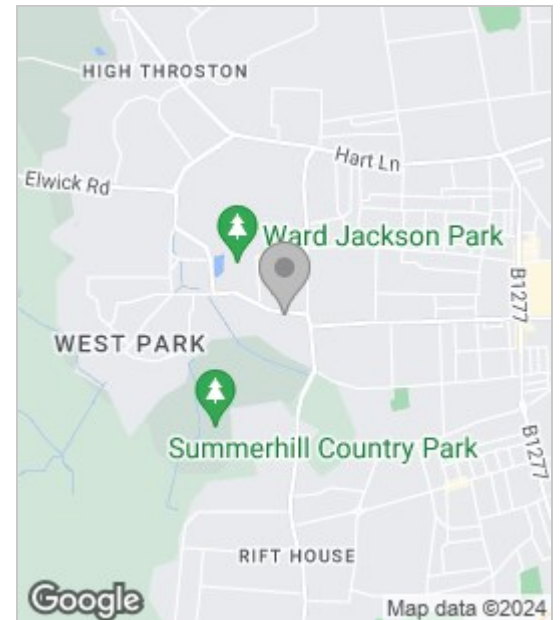 HIGH THROSTON
Hart Ln
Elwick Rd
Ward Jackson Park
B1277
WEST PARK
Summerhill Country Park
B1277
RIFT HOUSE
Google
Map data ©2024